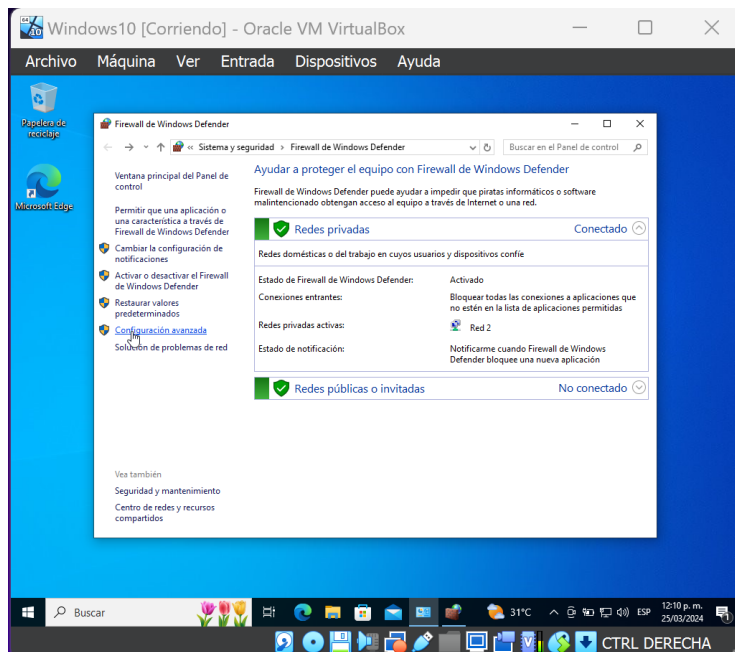 Windows10 [Corriendo] - Oracle VM VirtualBox
Archivo Máquina Ver Entrada Dispositivos Ayuda
Papelera de
reciclaje
Microsoft Edge
Firewall de Windows Defender
« Sistema y seguridad > Firewall de Windows Defender
Buscar en el Panel de control
Ventana principal del Panel de
control
Permitir que una aplicación o
una característica a través de
Firewall de Windows Defender
Cambiar la configuración de
notificaciones
Activar o desactivar el Firewall
de Windows Defender
Restaurar valores
predeterminados
Configuración avanzada
Solución de problemas de red
Vea también
Seguridad y mantenimiento
Centro de redes y recursos
compartidos
Ayudar a proteger el equipo con Firewall de Windows Defender
Firewall de Windows Defender puede ayudar a impedir que piratas informáticos o software
malintencionado obtengan acceso al equipo a través de Internet o una red.
Redes privadas Conectado
Redes domésticas o del trabajo en cuyos usuarios y dispositivos confíe
Estado de Firewall de Windows Defender: Activado
Conexiones entrantes: Bloquear todas las conexiones a aplicaciones que
no estén en la lista de aplicaciones permitidas
Redes privadas activas: Red 2
Estado de notificación: Notificarme cuando Firewall de Windows
Defender bloquee una nueva aplicación
Redes públicas o invitadas No conectado
Buscar
31°C
ESP
12:10 p. m.
25/03/2024
CTRL DERECHA